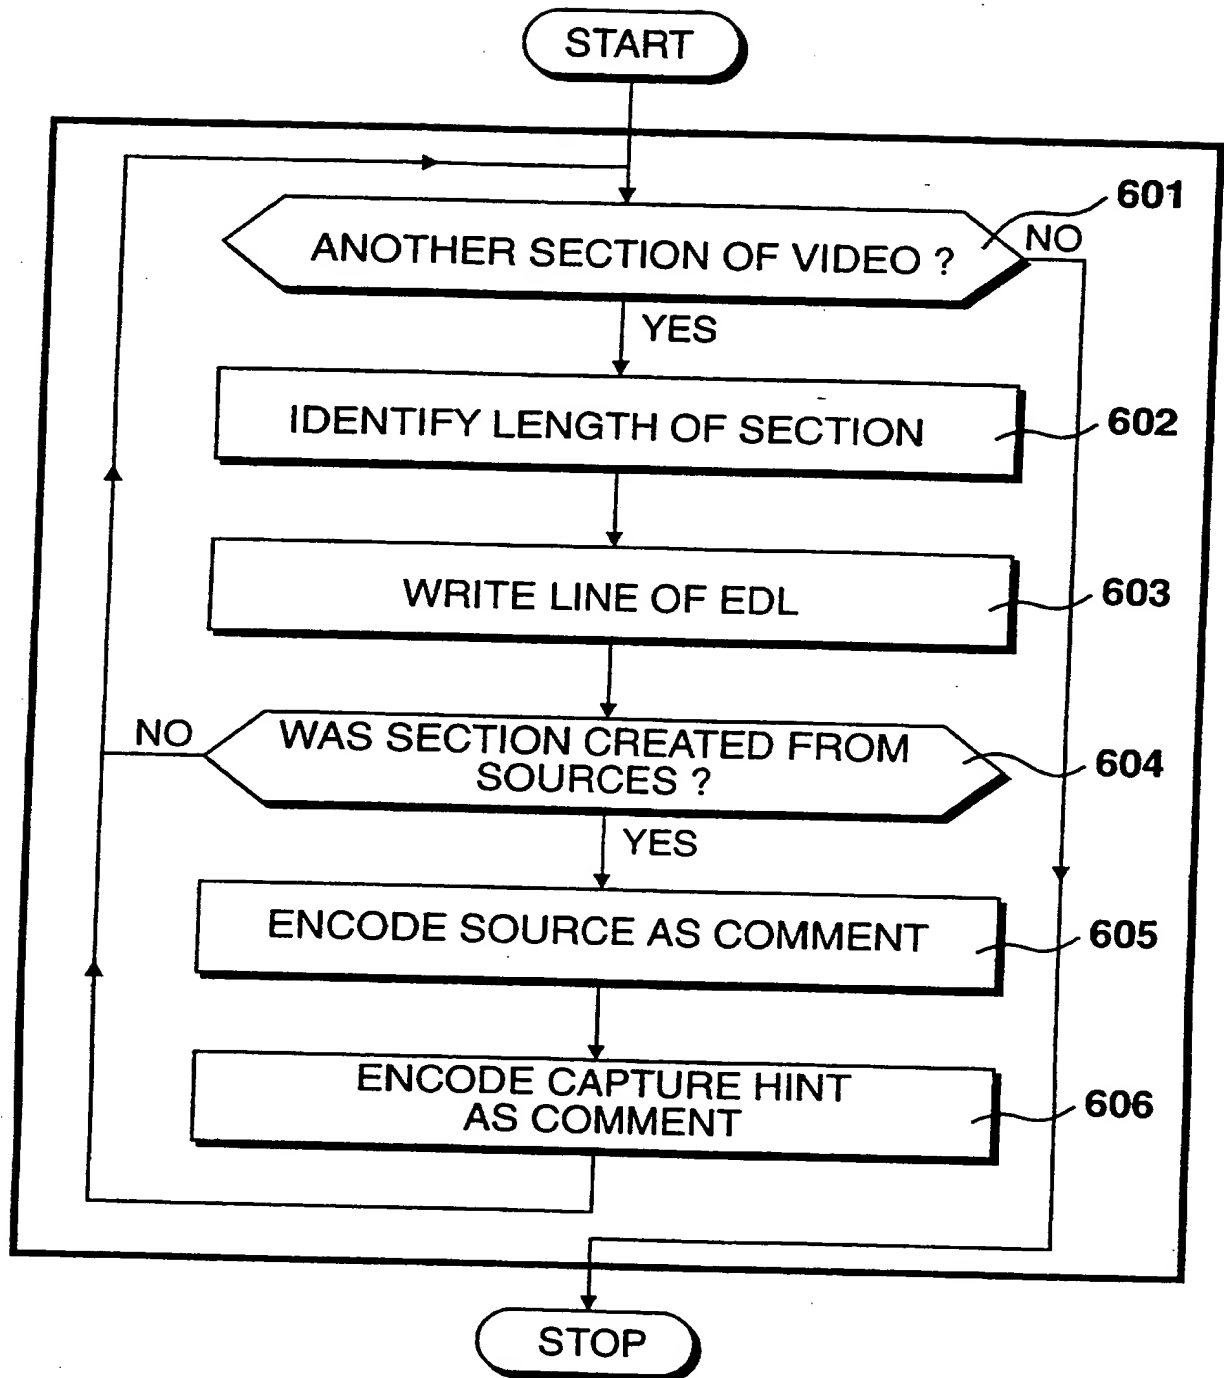 START
601
ANOTHER SECTION OF VIDEO ?
NO
YES
IDENTIFY LENGTH OF SECTION
602
WRITE LINE OF EDL
603
NO
WAS SECTION CREATED FROM
SOURCES ?
604
YES
ENCODE SOURCE AS COMMENT
605
ENCODE CAPTURE HINT
AS COMMENT
606
STOP